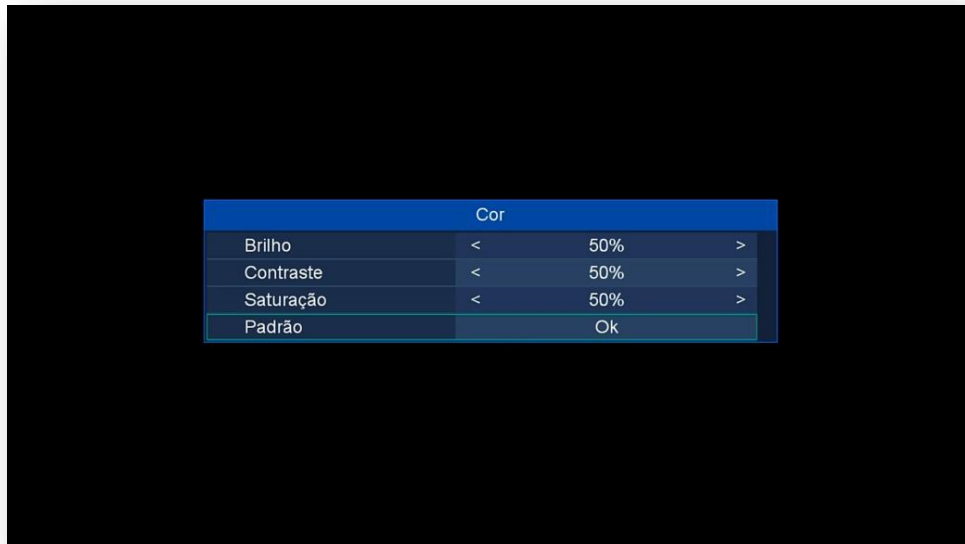 Cor
Brilho < 50% >
Contraste < 50% >
Saturação < 50% >
Padrão Ok